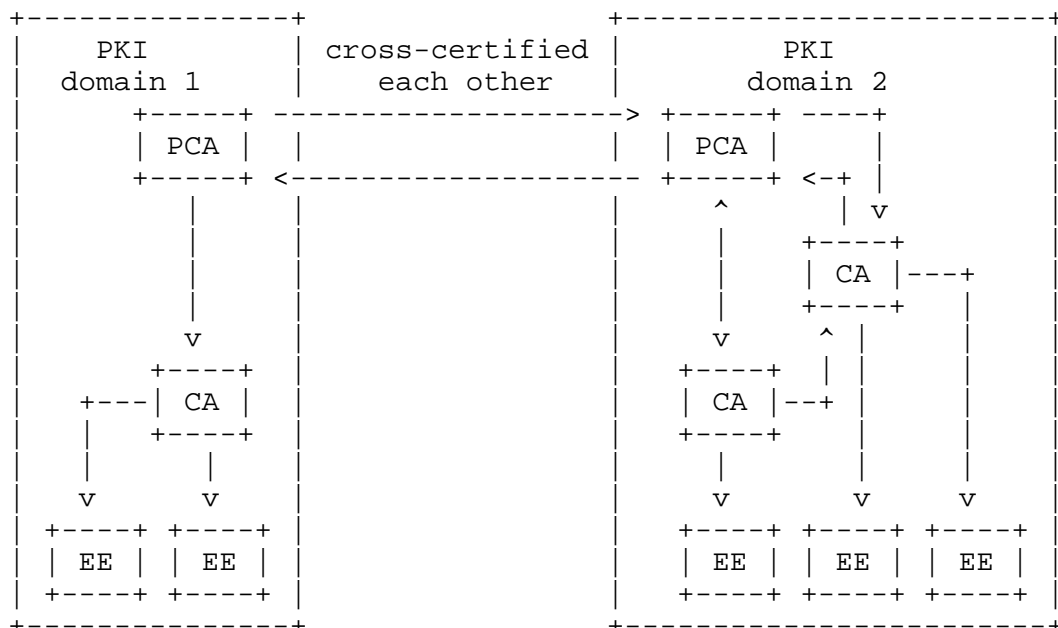 PKI cross-certified PKI
domain 1 each other domain 2
PCA PCA
CA
CA CA
EE EE EE EE EE